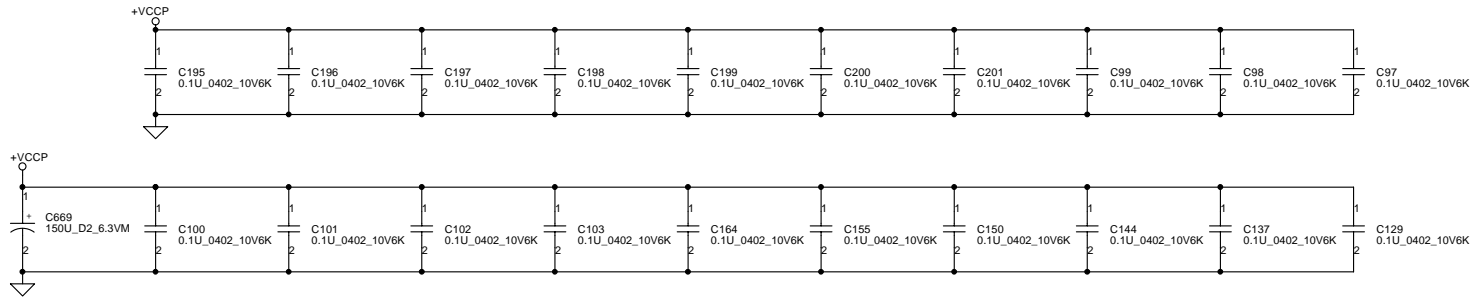 +VCCP
1 1 1 1 1 1 1 1 1 1
C195 C196 C197 C198 C199 C200 C201 C99 C98 C97
0.1U_0402_10V6K 0.1U_0402_10V6K 0.1U_0402_10V6K 0.1U_0402_10V6K 0.1U_0402_10V6K 0.1U_0402_10V6K 0.1U_0402_10V6K 0.1U_0402_10V6K 0.1U_0402_10V6K 0.1U_0402_10V6K
2 2 2 2 2 2 2 2 2 2
+VCCP
1 1 1 1 1 1 1 1 1 1 1
+ C669 C100 C101 C102 C103 C164 C155 C150 C144 C137 C129
150U_D2_6.3VM 0.1U_0402_10V6K 0.1U_0402_10V6K 0.1U_0402_10V6K 0.1U_0402_10V6K 0.1U_0402_10V6K 0.1U_0402_10V6K 0.1U_0402_10V6K 0.1U_0402_10V6K 0.1U_0402_10V6K 0.1U_0402_10V6K
2 2 2 2 2 2 2 2 2 2 2